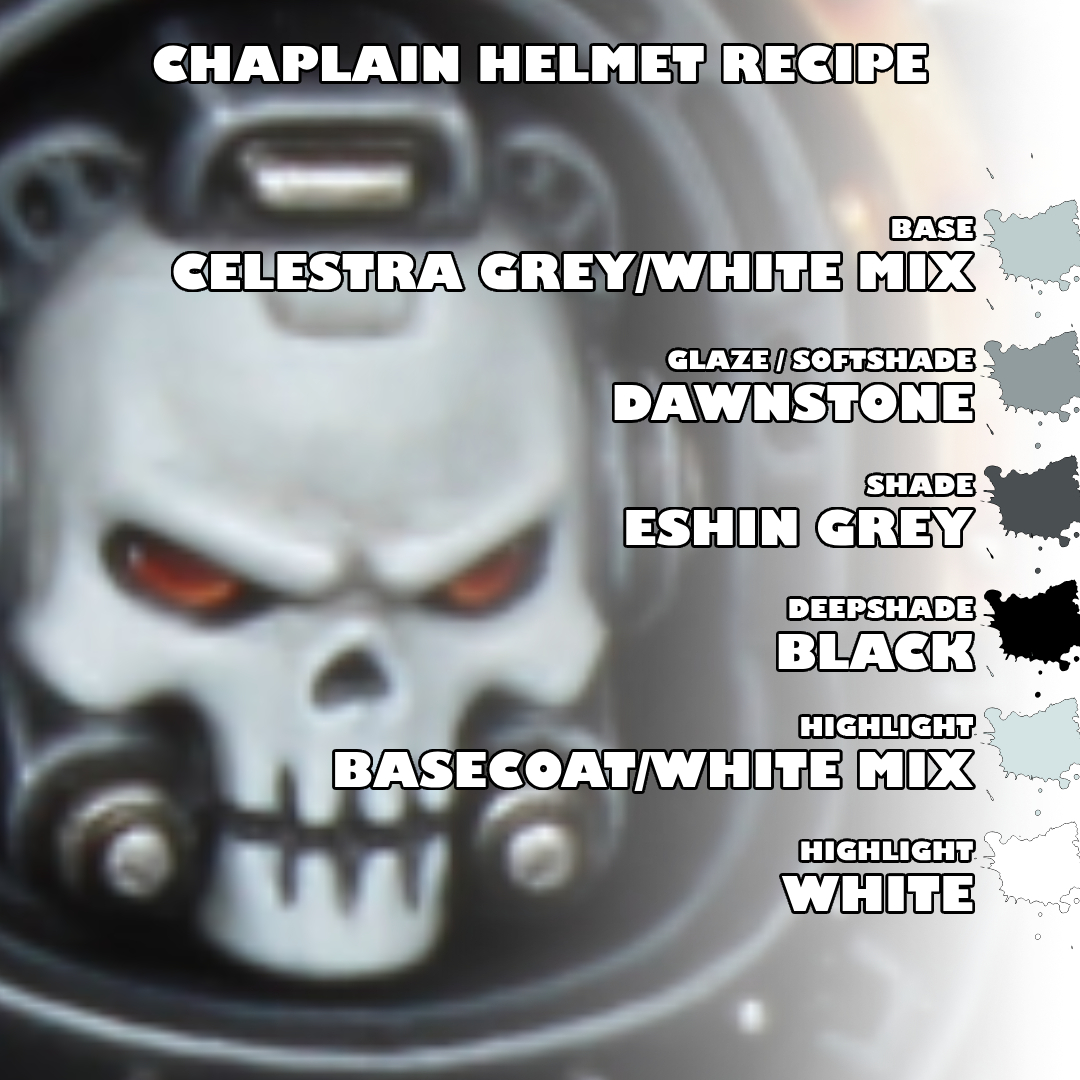 CHAPLAIN HELMET RECIPE
BASE
CELESTRA GREY/WHITE MIX
GLAZE / SOFTSHADE
DAWNSTONE
SHADE
ESHIN GREY
DEEPSHADE
BLACK
HIGHLIGHT
BASECOAT/WHITE MIX
HIGHLIGHT
WHITE